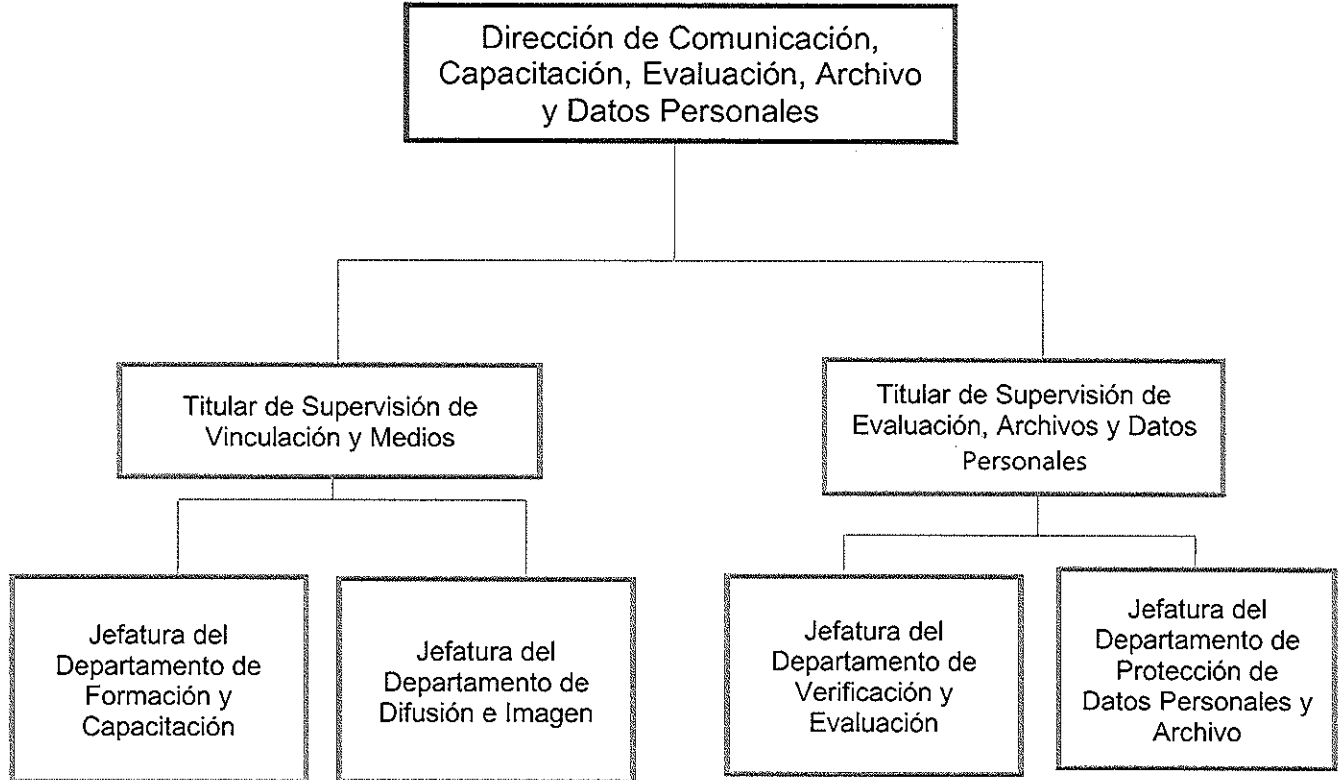 Dirección de Comunicación,
Capacitación, Evaluación, Archivo
y Datos Personales
Titular de Supervisión de
Vinculación y Medios
Titular de Supervisión de
Evaluación, Archivos y Datos
Personales
Jefatura del
Departamento de
Formación y
Capacitación
Jefatura del
Departamento de
Difusión e Imagen
Jefatura del
Departamento de
Verificación y
Evaluación
Jefatura del
Departamento de
Protección de
Datos Personales y
Archivo